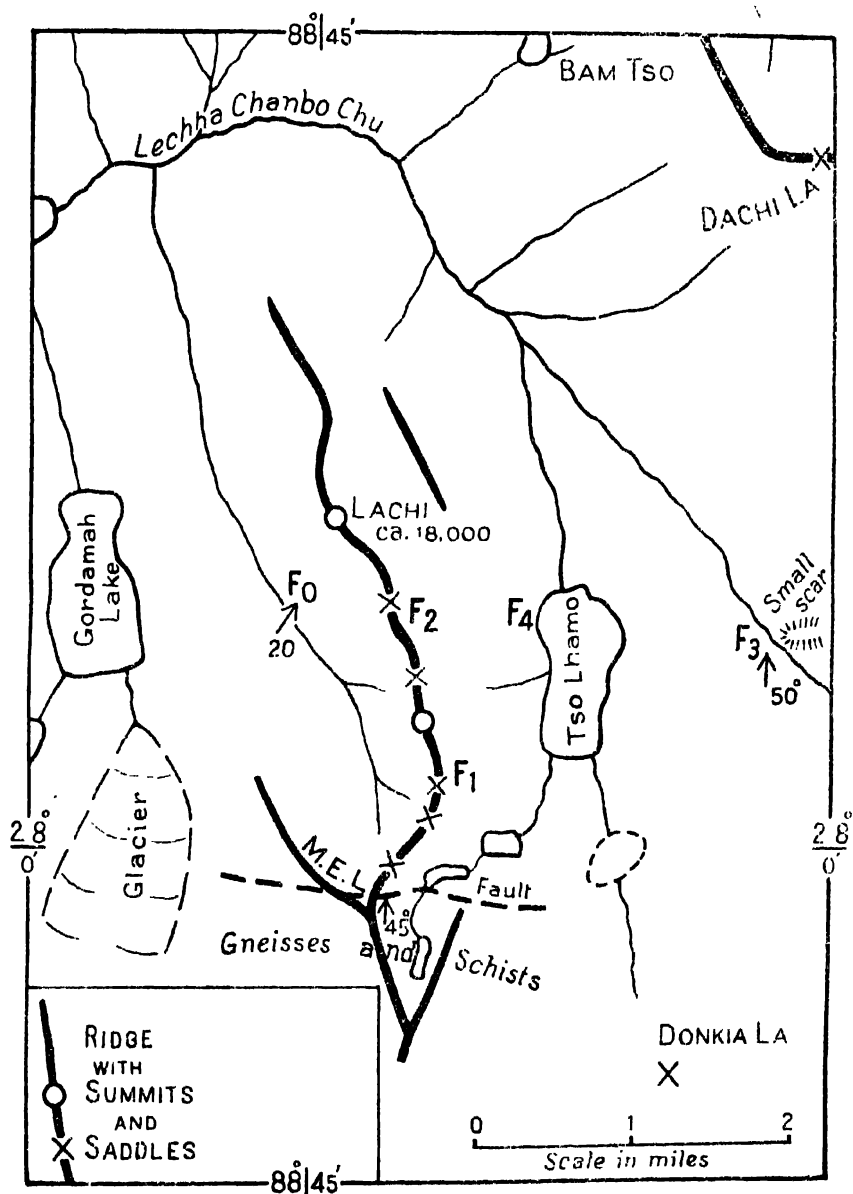 88°45'
BAM TSO
Lechha Chanbo Chu
DACHI LA
LACHI
ca. 18,000
Gordamah
Lake
F0
20
F2
F4
Tso Lhamo
Small
scar
F3
50°
F1
Glacier
28°
0'
28°
0'
M.E.L.
Fault
45°
Gneisses and Schists
RIDGE
WITH
SUMMITS
AND
SADDLES
DONKIA LA
0 1 2
Scale in miles
88°45'